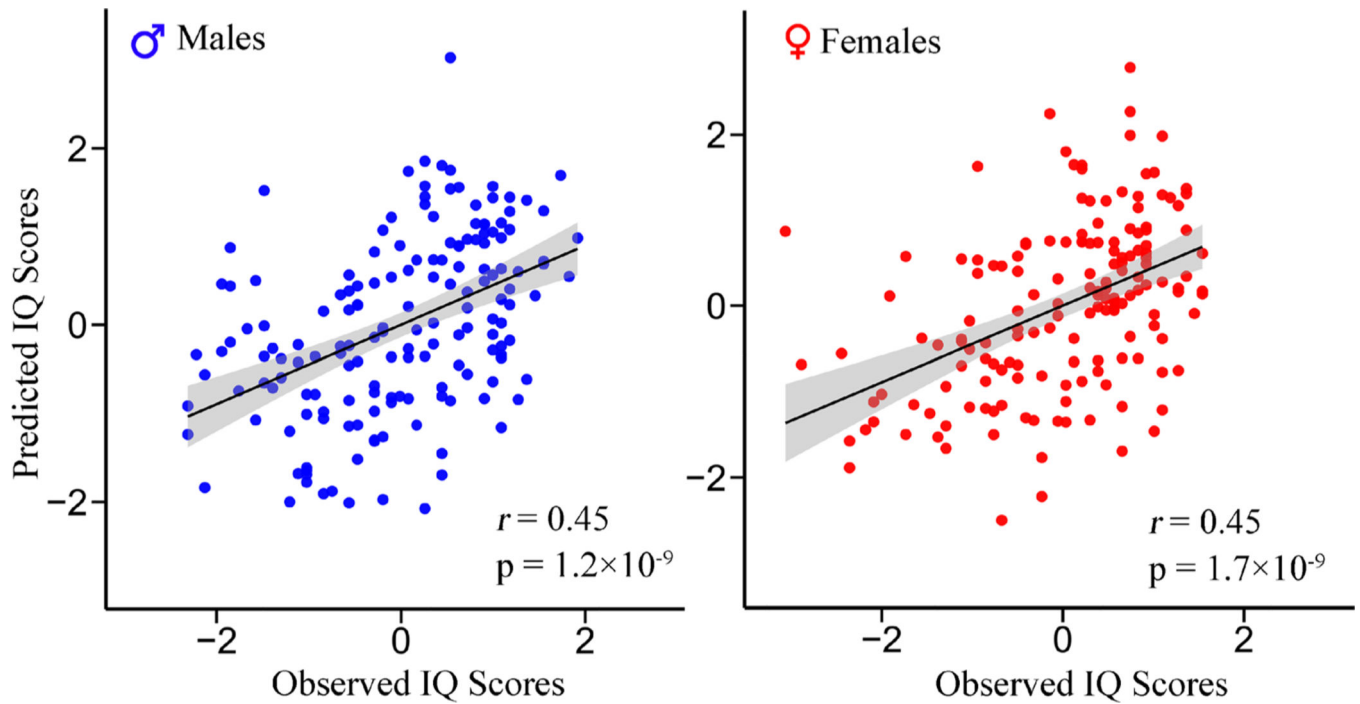 ♂ Males
Predicted IQ Scores
2
0
−2
−2
0
2
Observed IQ Scores
r = 0.45
p = 1.2×10⁻⁹
♀ Females
2
0
−2
−2
0
2
Observed IQ Scores
r = 0.45
p = 1.7×10⁻⁹